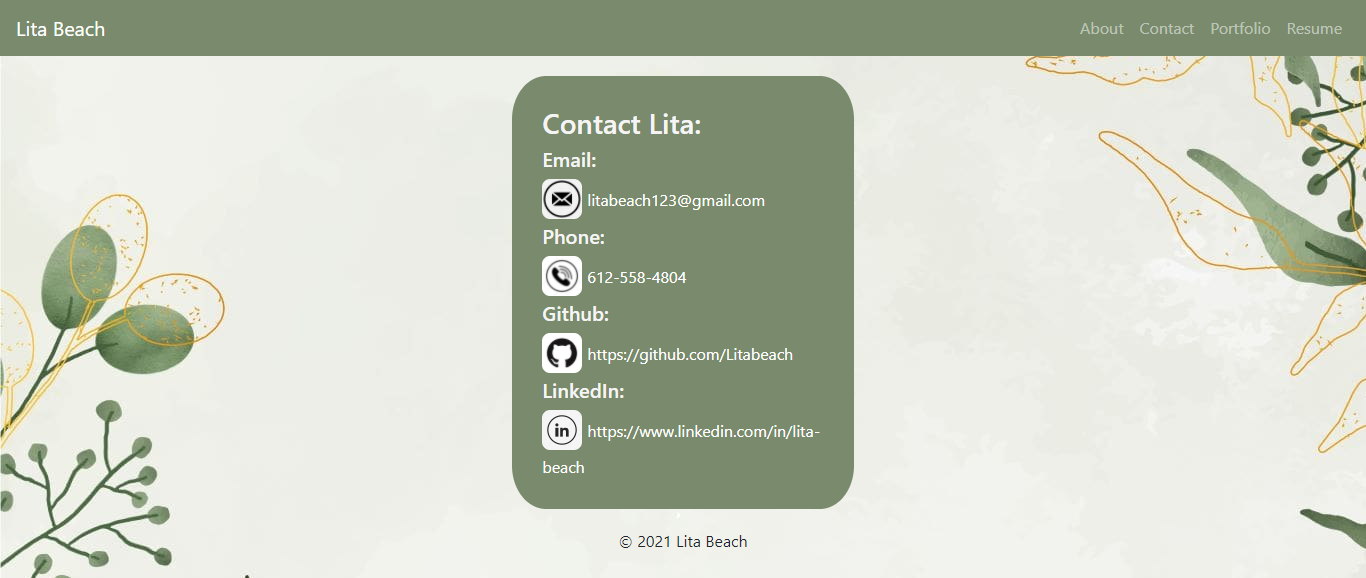 Lita Beach
About Contact Portfolio Resume
Contact Lita:
Email:
litabeach123@gmail.com
Phone:
612-558-4804
Github:
https://github.com/Litabeach
LinkedIn:
in https://www.linkedin.com/in/lita-
beach
© 2021 Lita Beach